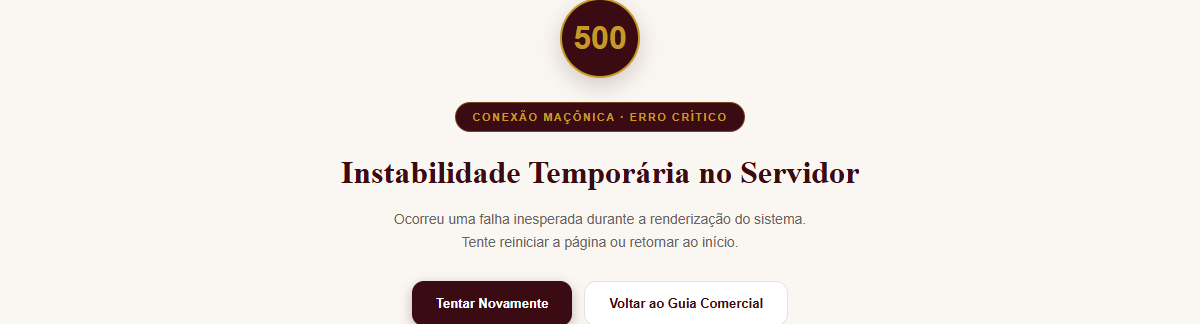 500
CONEXÃO MAÇÔNICA · ERRO CRÍTICO
Instabilidade Temporária no Servidor
Ocorreu uma falha inesperada durante a renderização do sistema.
Tente reiniciar a página ou retornar ao início.
Tentar Novamente
Voltar ao Guia Comercial